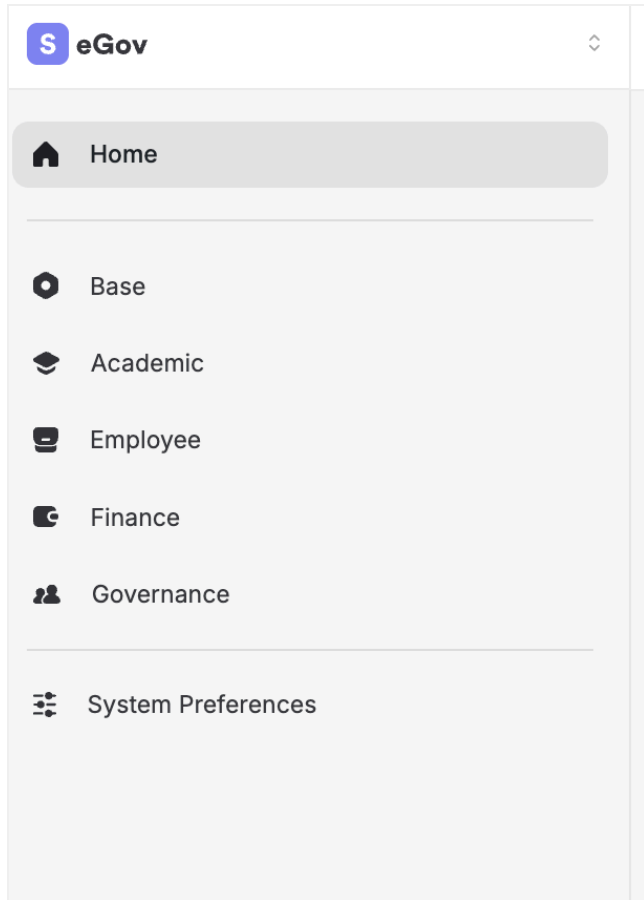 S eGov
Home
Base
Academic
Employee
Finance
Governance
System Preferences